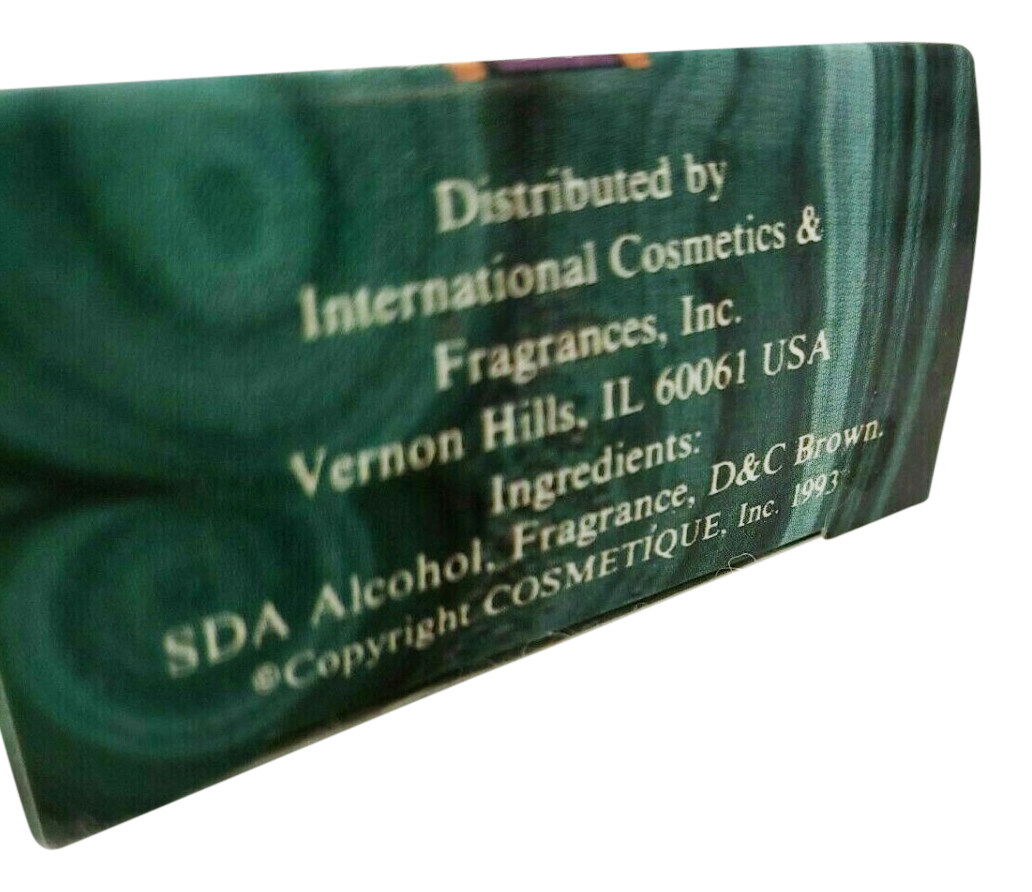 Distributed by
International Cosmetics &
Fragrances, Inc.
Vernon Hills, IL 60061 USA
Ingredients:
SDA Alcohol, Fragrance, D&C Brown.
©Copyright COSMETÍQUE, Inc. 1993